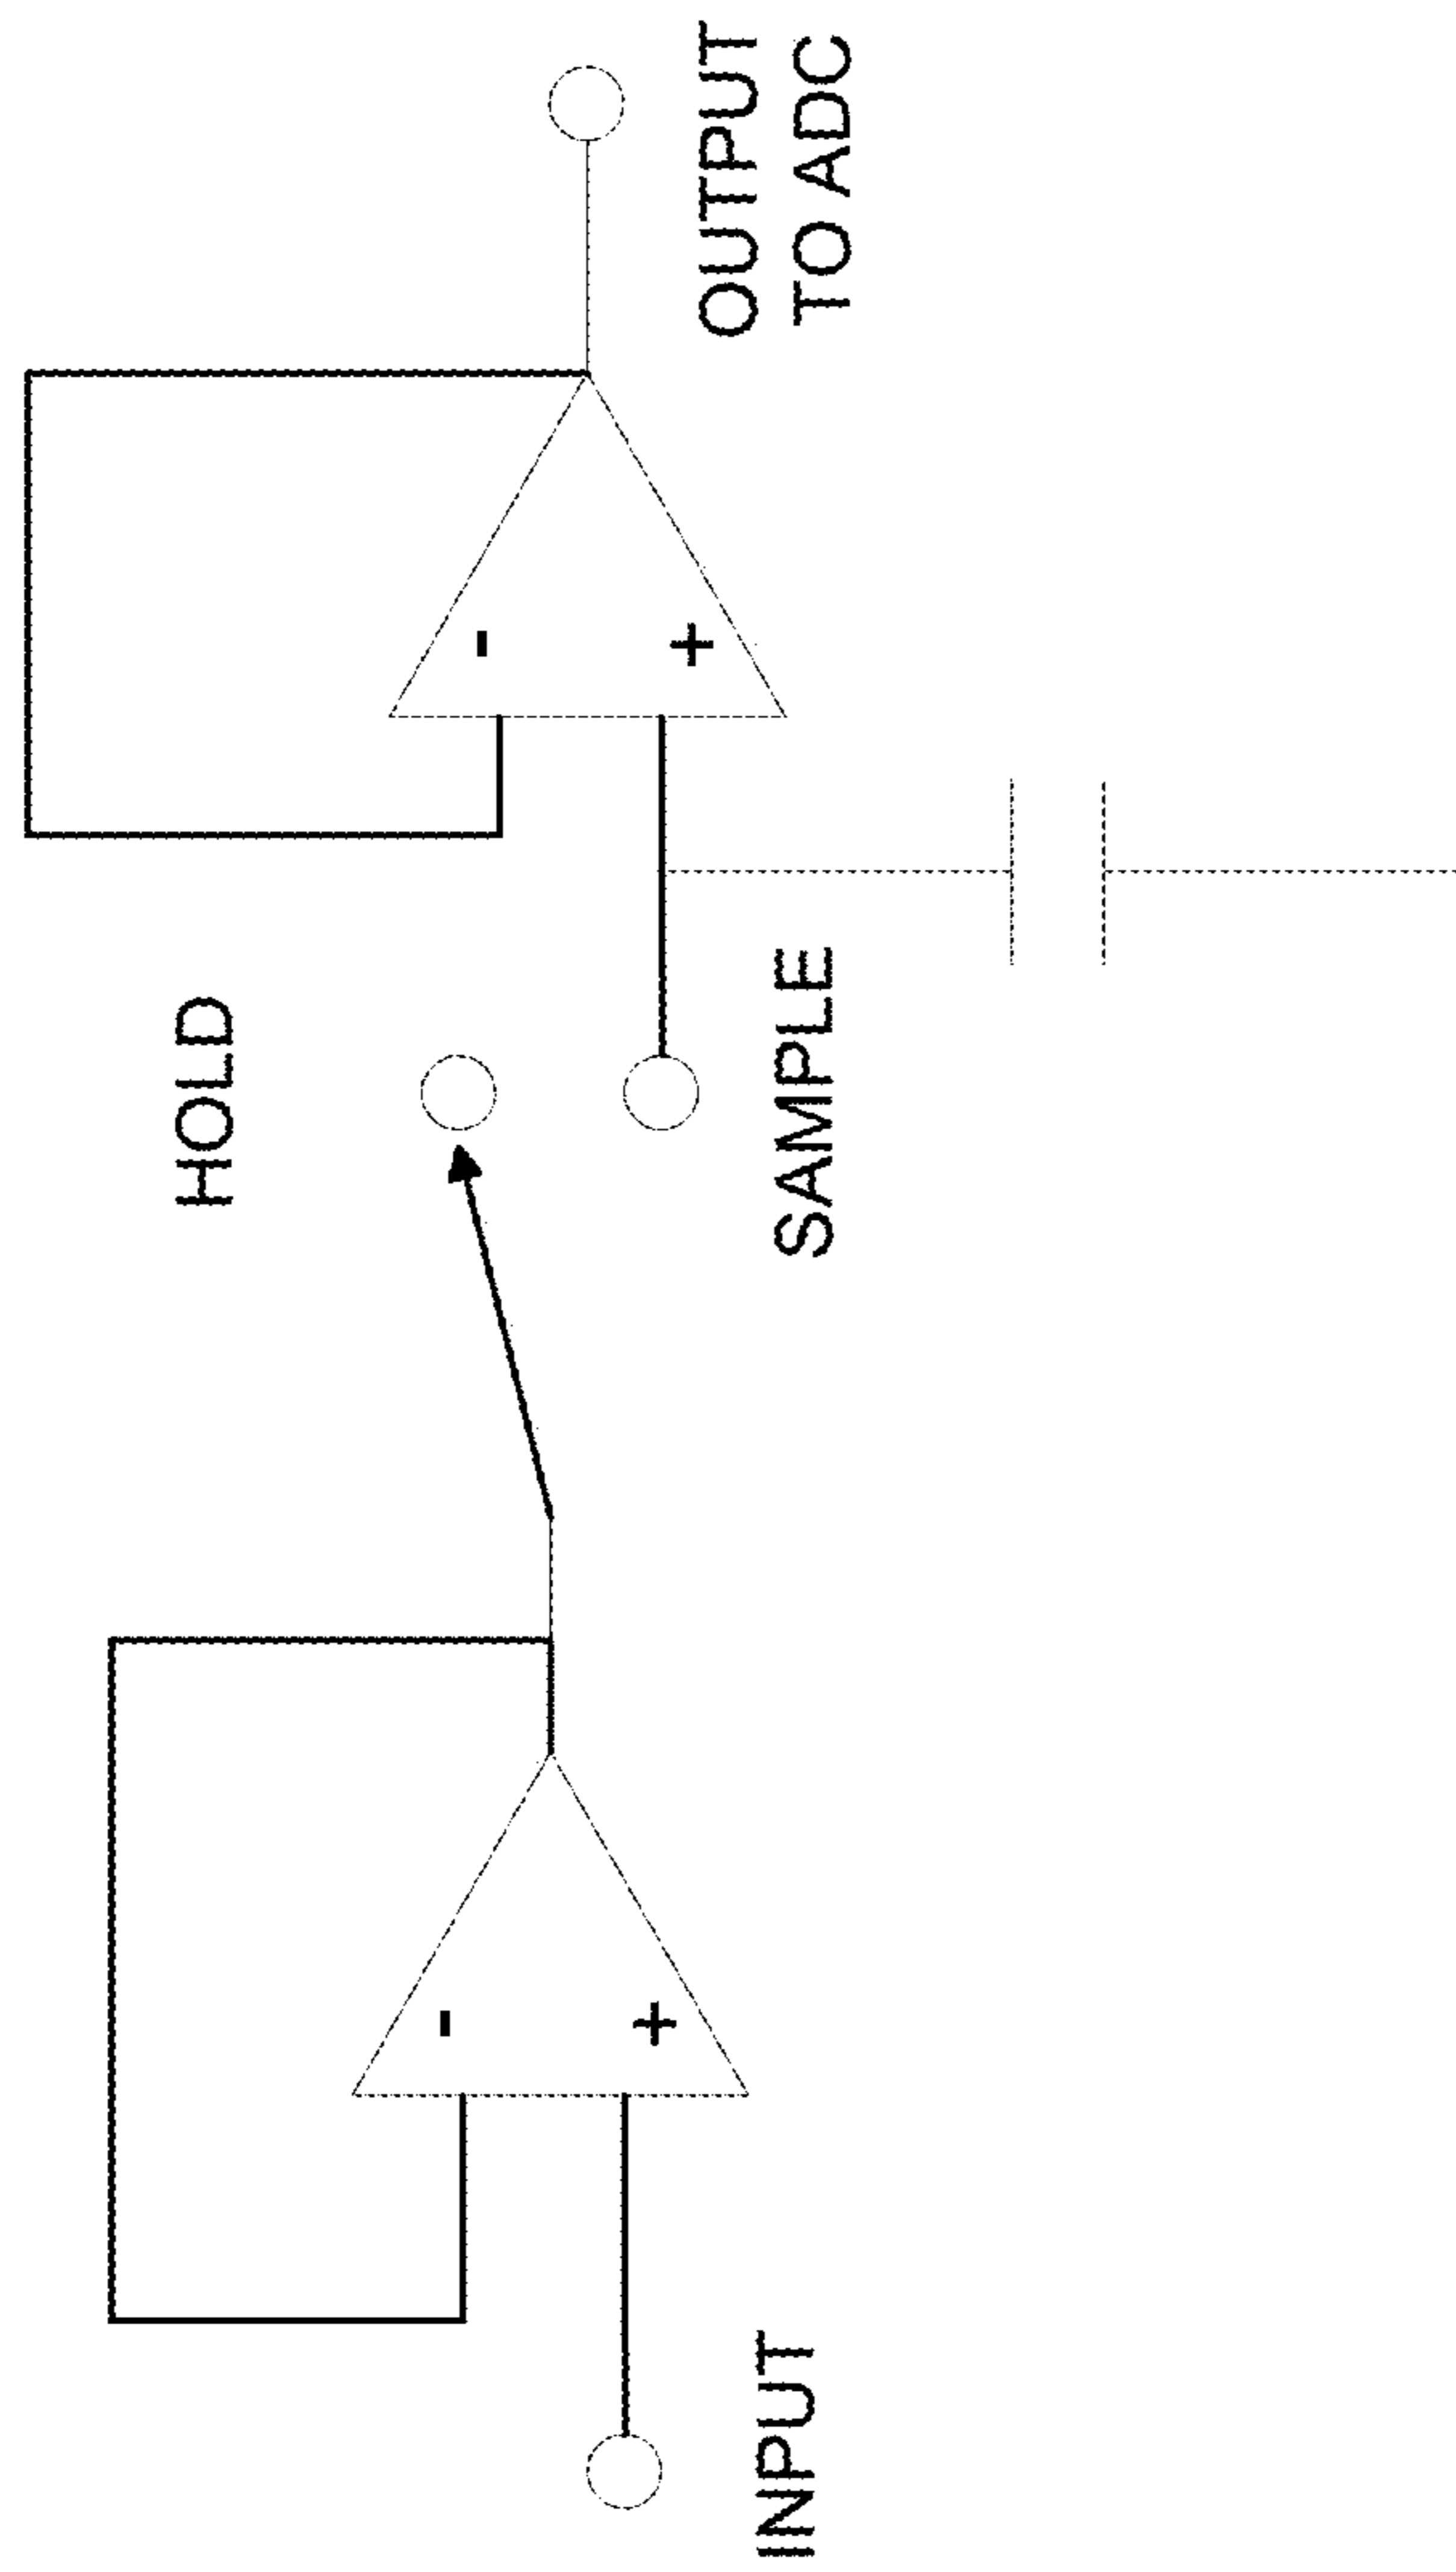 INPUT
-
+
HOLD
SAMPLE
-
+
OUTPUT
TO ADC